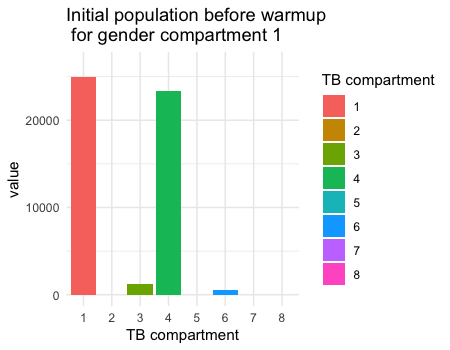 Initial population before warmup
for gender compartment 1
TB compartment
1
2
3
4
5
6
7
8
20000
10000
0
value
1 2 3 4 5 6 7 8
TB compartment